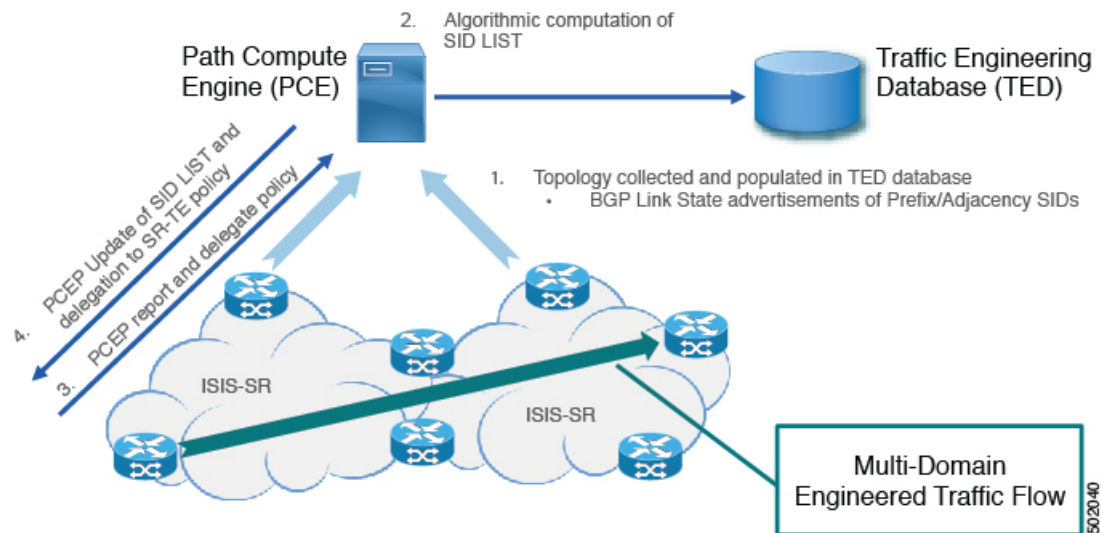 2. Algorithmic computation of
SID LIST
Path Compute
Engine (PCE)
Traffic Engineering
Database (TED)
1. Topology collected and populated in TED database
• BGP Link State advertisements of Prefix/Adjacency SIDs
4. PCEP Update of SID LIST and
delegation to SR-TE policy
3. PCEP report and delegate policy
ISIS-SR
ISIS-SR
Multi-Domain
Engineered Traffic Flow
502040